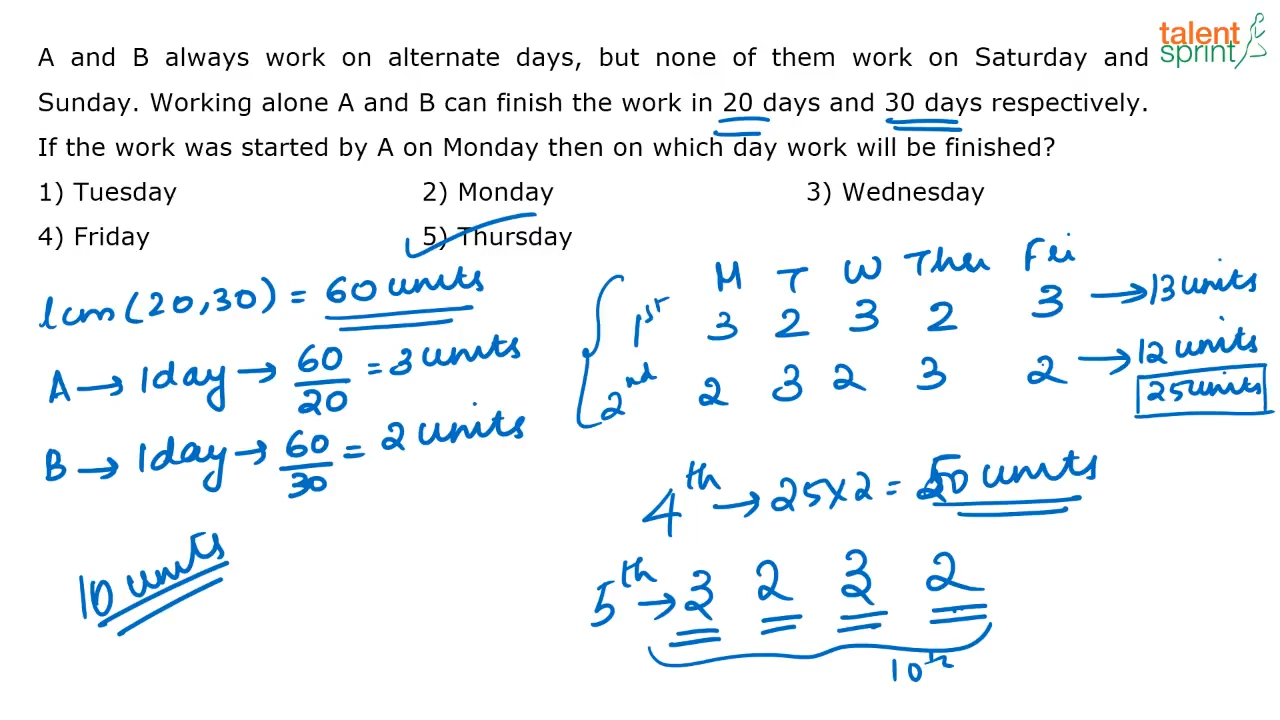 talent
sprint
A and B always work on alternate days, but none of them work on Saturday and
Sunday. Working alone A and B can finish the work in 20 days and 30 days respectively.
If the work was started by A on Monday then on which day work will be finished?
1) Tuesday 2) Monday 3) Wednesday
4) Friday 5) Thursday
lcm (20,30) = 60 units
A → 1 day → 60/20 = 3 units
B → 1 day → 60/30 = 2 units
10 units
M T W Thu Fri
1st 3 2 3 2 3 → 13 units
2nd 2 3 2 3 2 → 12 units
25 units
4th → 25×2 = 50 units
5th → 3 2 3 2
10